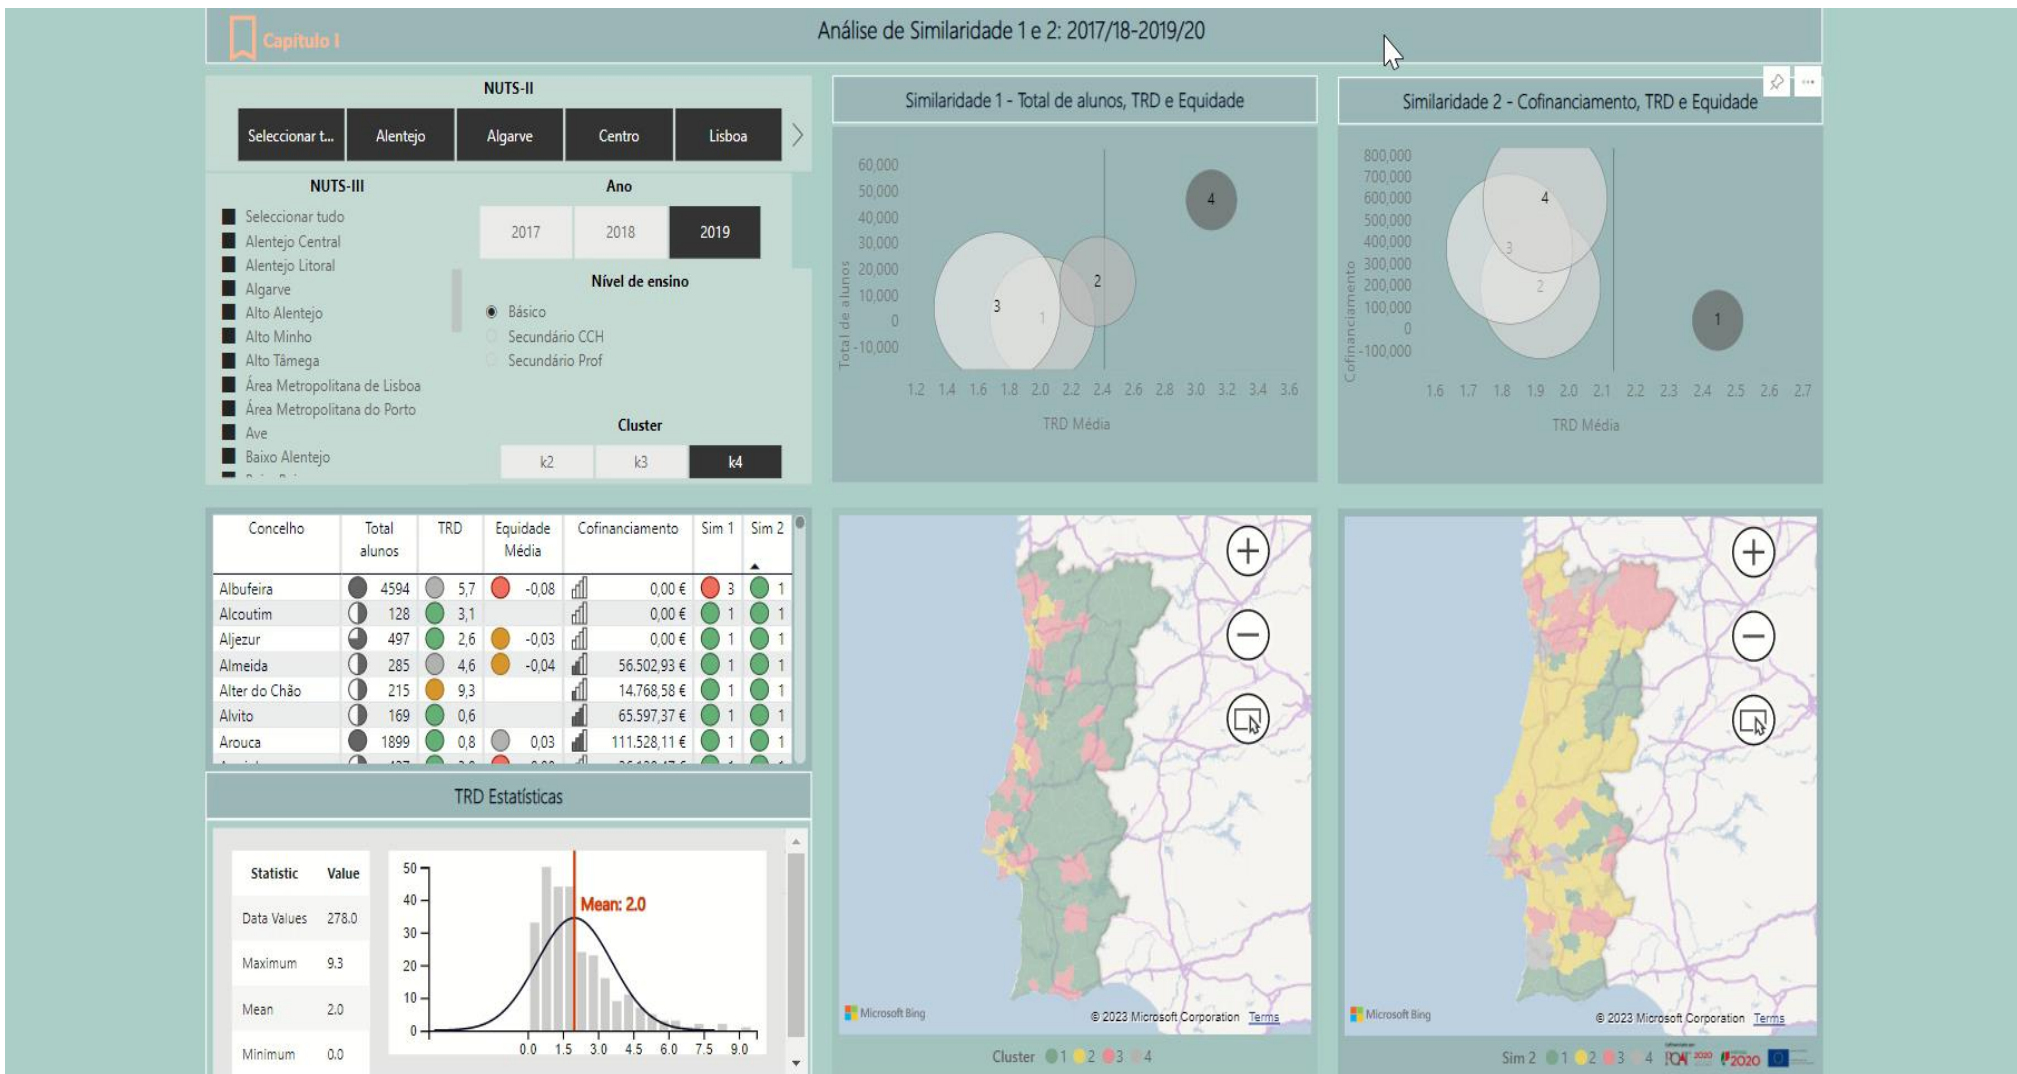 Capítulo I
Análise de Similaridade 1 e 2: 2017/18-2019/20
NUTS-II
Seleccionar t...
Alentejo
Algarve
Centro
Lisboa
NUTS-III
Seleccionar tudo
Alentejo Central
Alentejo Litoral
Algarve
Alto Alentejo
Alto Minho
Alto Tâmega
Área Metropolitana de Lisboa
Área Metropolitana do Porto
Ave
Baixo Alentejo
Ano
2017
2018
2019
Nível de ensino
Básico
Secundário CCH
Secundário Prof
Cluster
k2
k3
k4
Similaridade 1 - Total de alunos, TRD e Equidade
60,000
50,000
40,000
30,000
20,000
10,000
0
-10,000
Total de alunos
4
2
3
1
1.2 1.4 1.6 1.8 2.0 2.2 2.4 2.6 2.8 3.0 3.2 3.4 3.6
TRD Média
Similaridade 2 - Cofinanciamento, TRD e Equidade
800,000
700,000
600,000
500,000
400,000
300,000
200,000
100,000
0
-100,000
Cofinanciamento
4
3
2
1
1.6 1.7 1.8 1.9 2.0 2.1 2.2 2.3 2.4 2.5 2.6 2.7
TRD Média
Concelho Total alunos TRD Equidade Média Cofinanciamento Sim 1 Sim 2
Albufeira 4594 5,7 -0,08 0,00 € 3 1
Alcoutim 128 3,1 0,00 € 1 1
Aljezur 497 2,6 -0,03 0,00 € 1 1
Almeida 285 4,6 -0,04 56.502,93 € 1 1
Alter do Chão 215 9,3 14.768,58 € 1 1
Alvito 169 0,6 65.597,37 € 1 1
Arouca 1899 0,8 0,03 111.528,11 € 1 1
TRD Estatísticas
Statistic Value
Data Values 278.0
Maximum 9.3
Mean 2.0
Minimum 0.0
50
40
30
20
10
0
Mean: 2.0
0.0 1.5 3.0 4.5 6.0 7.5 9.0
Microsoft Bing
© 2023 Microsoft Corporation Terms
Cluster 1 2 3 4
Microsoft Bing
© 2023 Microsoft Corporation Terms
Sim 2 1 2 3 4
2020
2020